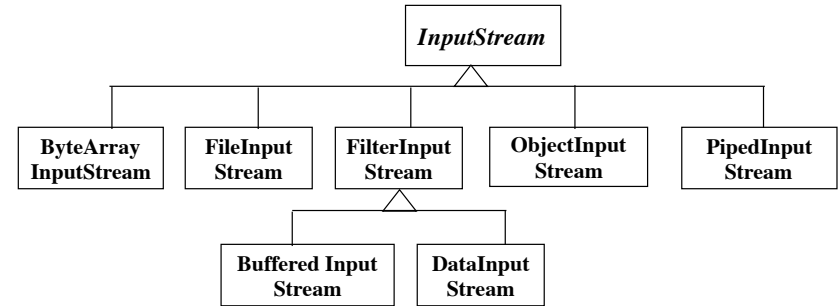 InputStream
ByteArray
InputStream
FileInput
Stream
FilterInput
Stream
ObjectInput
Stream
PipedInput
Stream
Buffered Input
Stream
DataInput
Stream